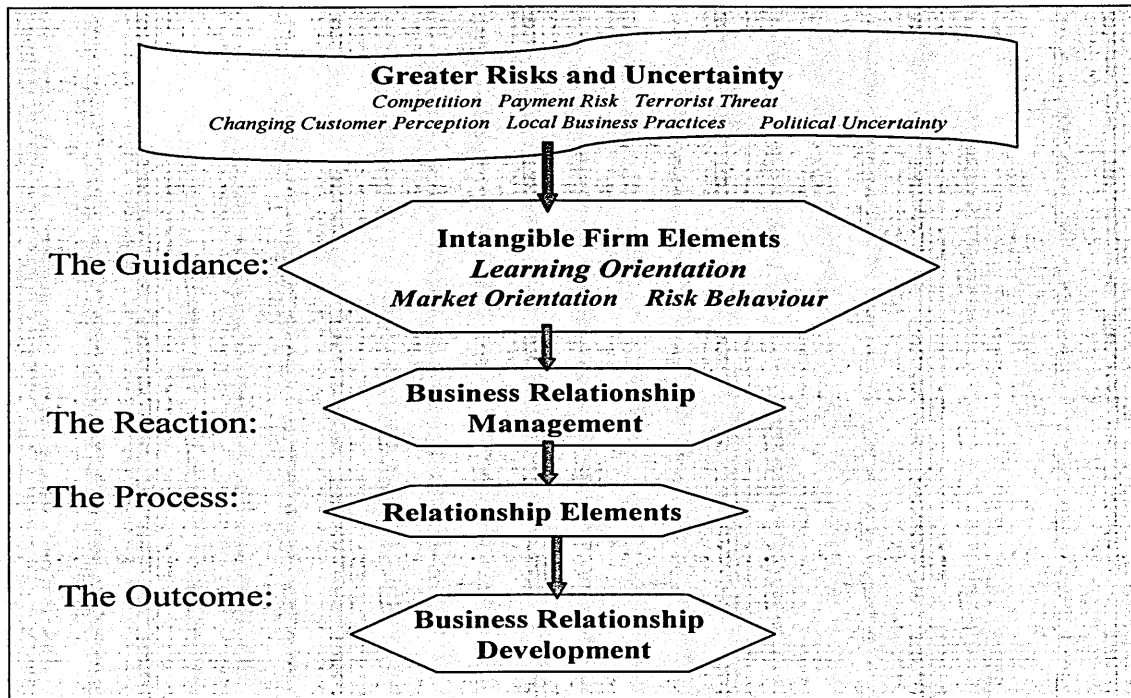 Greater Risks and Uncertainty
Competition Payment Risk Terrorist Threat
Changing Customer Perception Local Business Practices Political Uncertainty
The Guidance:
Intangible Firm Elements
Learning Orientation
Market Orientation Risk Behaviour
The Reaction:
Business Relationship
Management
The Process:
Relationship Elements
The Outcome:
Business Relationship
Development